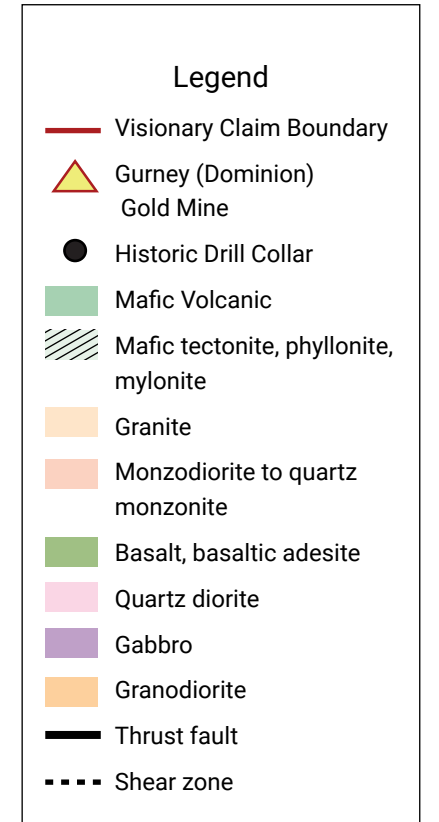 Legend
Visionary Claim Boundary
Gurney (Dominion)
Gold Mine
Historic Drill Collar
Mafic Volcanic
Mafic tectonite, phyllonite,
mylonite
Granite
Monzodiorite to quartz
monzonite
Basalt, basaltic adesite
Quartz diorite
Gabbro
Granodiorite
Thrust fault
Shear zone